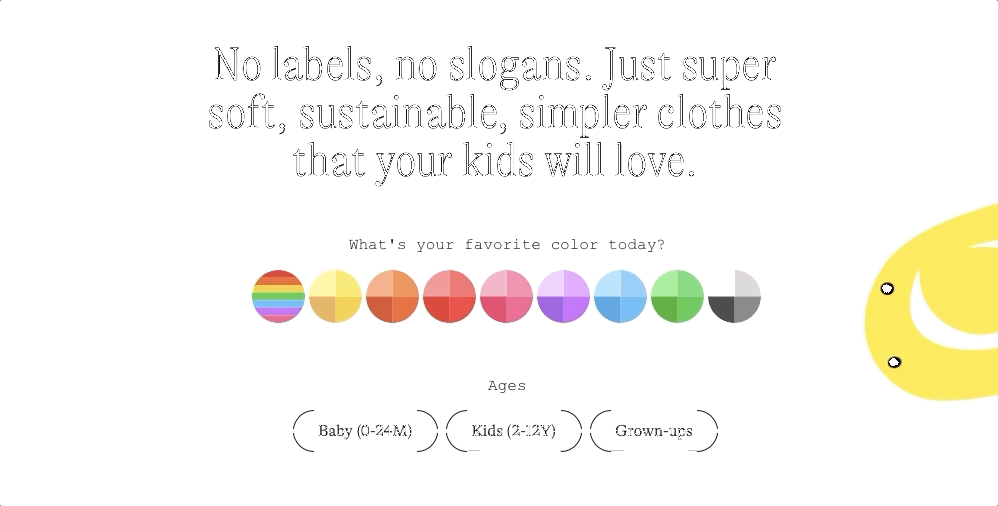 No labels, no slogans. Just super
soft, sustainable, simpler clothes
that your kids will love.
What's your favorite color today?
Ages
Baby (0-24M)
Kids (2-12Y)
Grown-ups